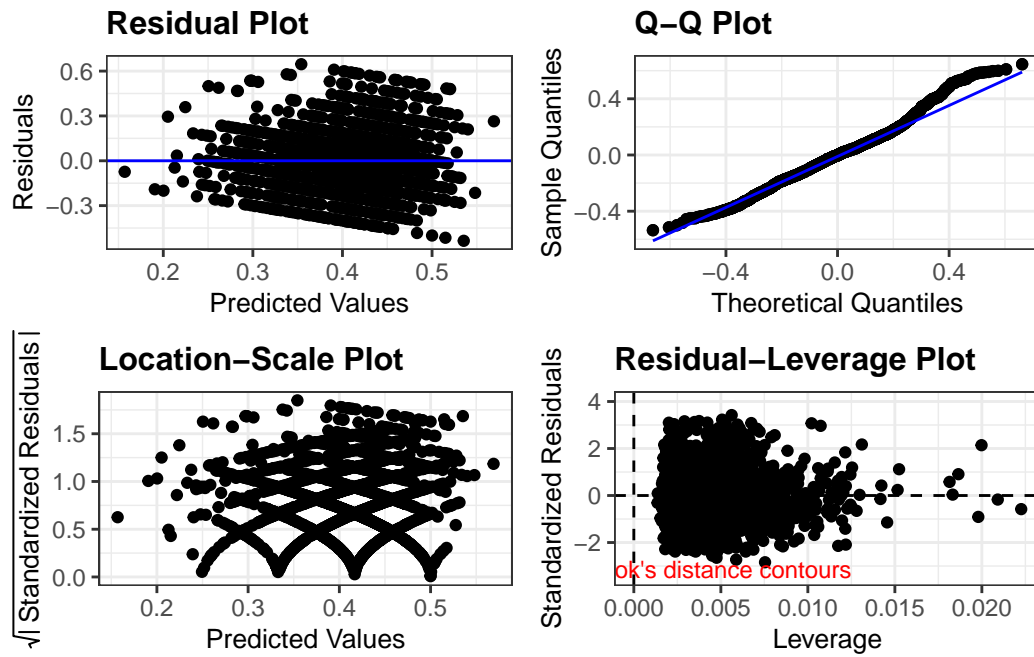 Residual Plot
0.6
0.3
0.0
−0.3
Residuals
0.2 0.3 0.4 0.5
Predicted Values
Q−Q Plot
0.4
0.0
−0.4
Sample Quantiles
−0.4 0.0 0.4
Theoretical Quantiles
Location−Scale Plot
1.5
1.0
0.5
0.0
√| Standardized Residuals |
0.2 0.3 0.4 0.5
Predicted Values
Residual−Leverage Plot
4
2
0
−2
Standardized Residuals
ok's distance contours
0.000 0.005 0.010 0.015 0.020
Leverage